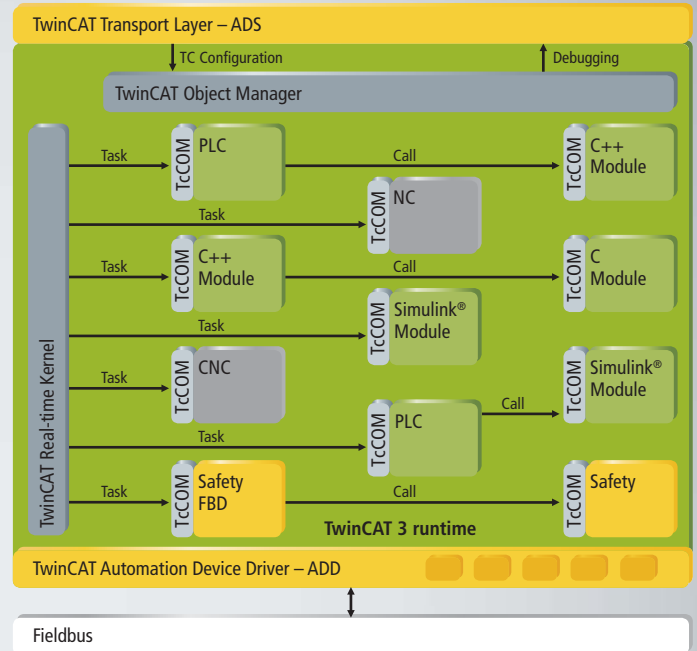 TwinCAT Transport Layer – ADS
TC Configuration
Debugging
TwinCAT Object Manager
TwinCAT Real-time Kernel
Task
TcCOM
PLC
Call
TcCOM
C++
Module
Task
TcCOM
NC
Task
TcCOM
C++
Module
Call
TcCOM
C
Module
Task
TcCOM
Simulink®
Module
Task
TcCOM
CNC
TcCOM
Simulink®
Module
Task
TcCOM
PLC
Call
Task
TcCOM
Safety
FBD
Call
TcCOM
Safety
TwinCAT 3 runtime
TwinCAT Automation Device Driver – ADD
Fieldbus